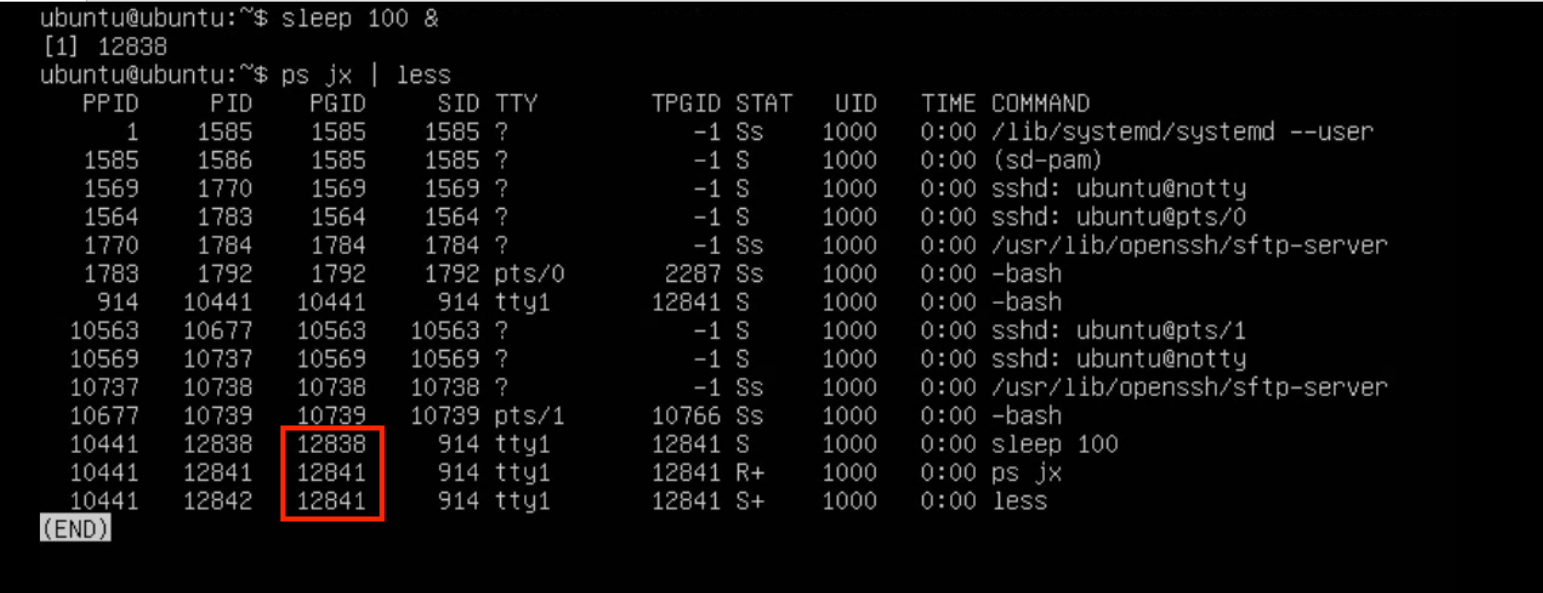 ubuntu@ubuntu:~$ sleep 100 &
[1] 12838
ubuntu@ubuntu:~$ ps jx | less
   PPID     PID    PGID     SID TTY        TPGID STAT   UID   TIME COMMAND
      1    1585    1585    1585 ?             -1 Ss    1000   0:00 /lib/systemd/systemd --user
   1585    1586    1585    1585 ?             -1 S     1000   0:00 (sd-pam)
   1569    1770    1569    1569 ?             -1 S     1000   0:00 sshd: ubuntu@notty
   1564    1783    1564    1564 ?             -1 S     1000   0:00 sshd: ubuntu@pts/0
   1770    1784    1784    1784 ?             -1 Ss    1000   0:00 /usr/lib/openssh/sftp-server
   1783    1792    1792    1792 pts/0       2287 Ss    1000   0:00 -bash
    914   10441   10441     914 tty1       12841 S     1000   0:00 -bash
  10563   10677   10563   10563 ?             -1 S     1000   0:00 sshd: ubuntu@pts/1
  10569   10737   10569   10569 ?             -1 S     1000   0:00 sshd: ubuntu@notty
  10737   10738   10738   10738 ?             -1 Ss    1000   0:00 /usr/lib/openssh/sftp-server
  10677   10739   10739   10739 pts/1      10766 Ss    1000   0:00 -bash
  10441   12838   12838     914 tty1       12841 S     1000   0:00 sleep 100
  10441   12841   12841     914 tty1       12841 R+    1000   0:00 ps jx
  10441   12842   12841     914 tty1       12841 S+    1000   0:00 less
(END)